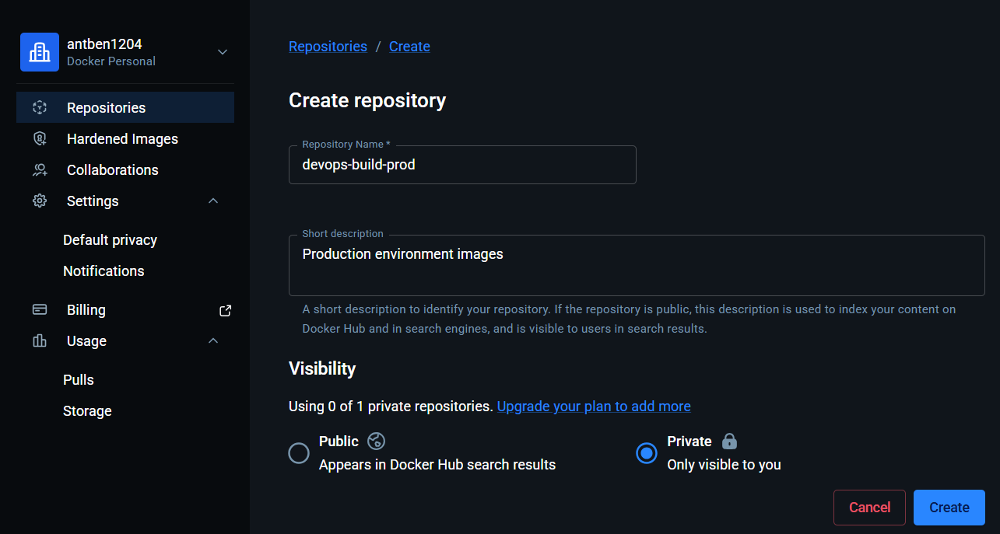 antben1204
Docker Personal
Repositories
Hardened Images
Collaborations
Settings
Default privacy
Notifications
Billing
Usage
Pulls
Storage
Repositories / Create
Create repository
Repository Name *
devops-build-prod
Short description
Production environment images
A short description to identify your repository. If the repository is public, this description is used to index your content on
Docker Hub and in search engines, and is visible to users in search results.
Visibility
Using 0 of 1 private repositories. Upgrade your plan to add more
Public
Appears in Docker Hub search results
Private
Only visible to you
Cancel
Create